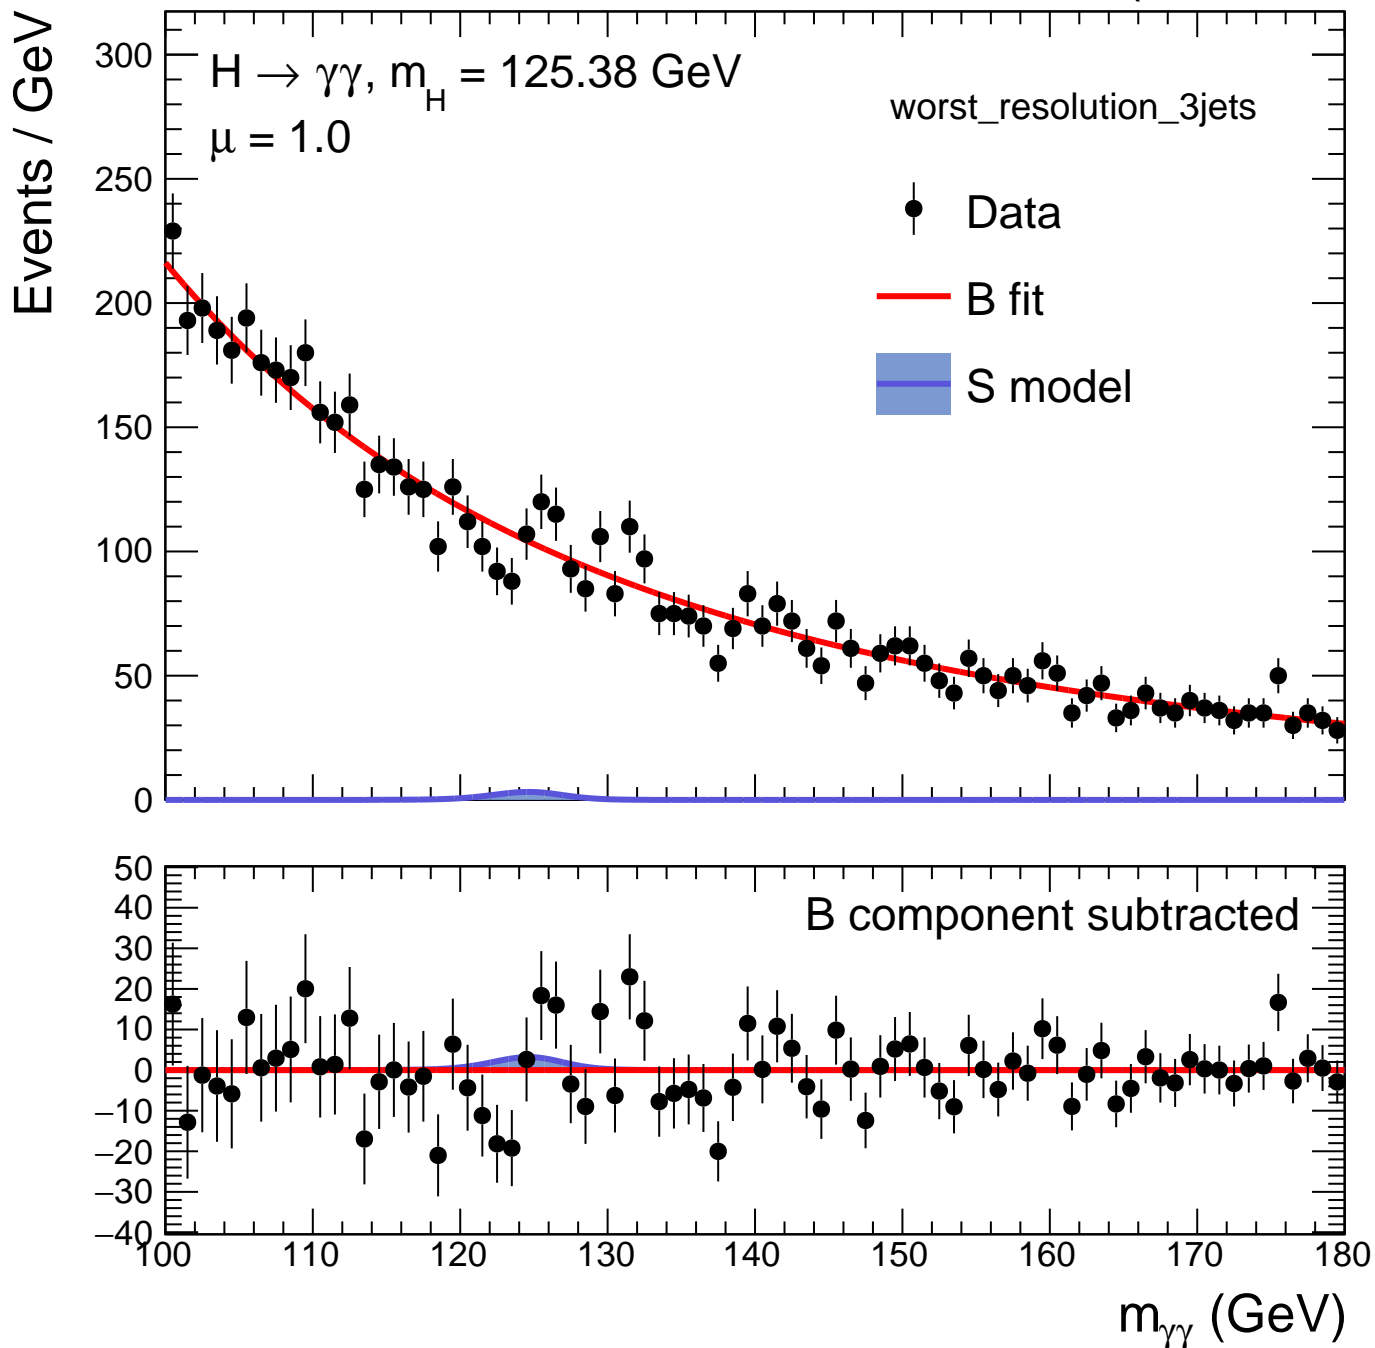 Events / GeV
300
250
200
150
100
50
0
H → γγ, m_H = 125.38 GeV
μ = 1.0
worst_resolution_3jets
Data
B fit
S model
50
40
30
20
10
0
−10
−20
−30
−40
B component subtracted
100 110 120 130 140 150 160 170 180
m_γγ (GeV)